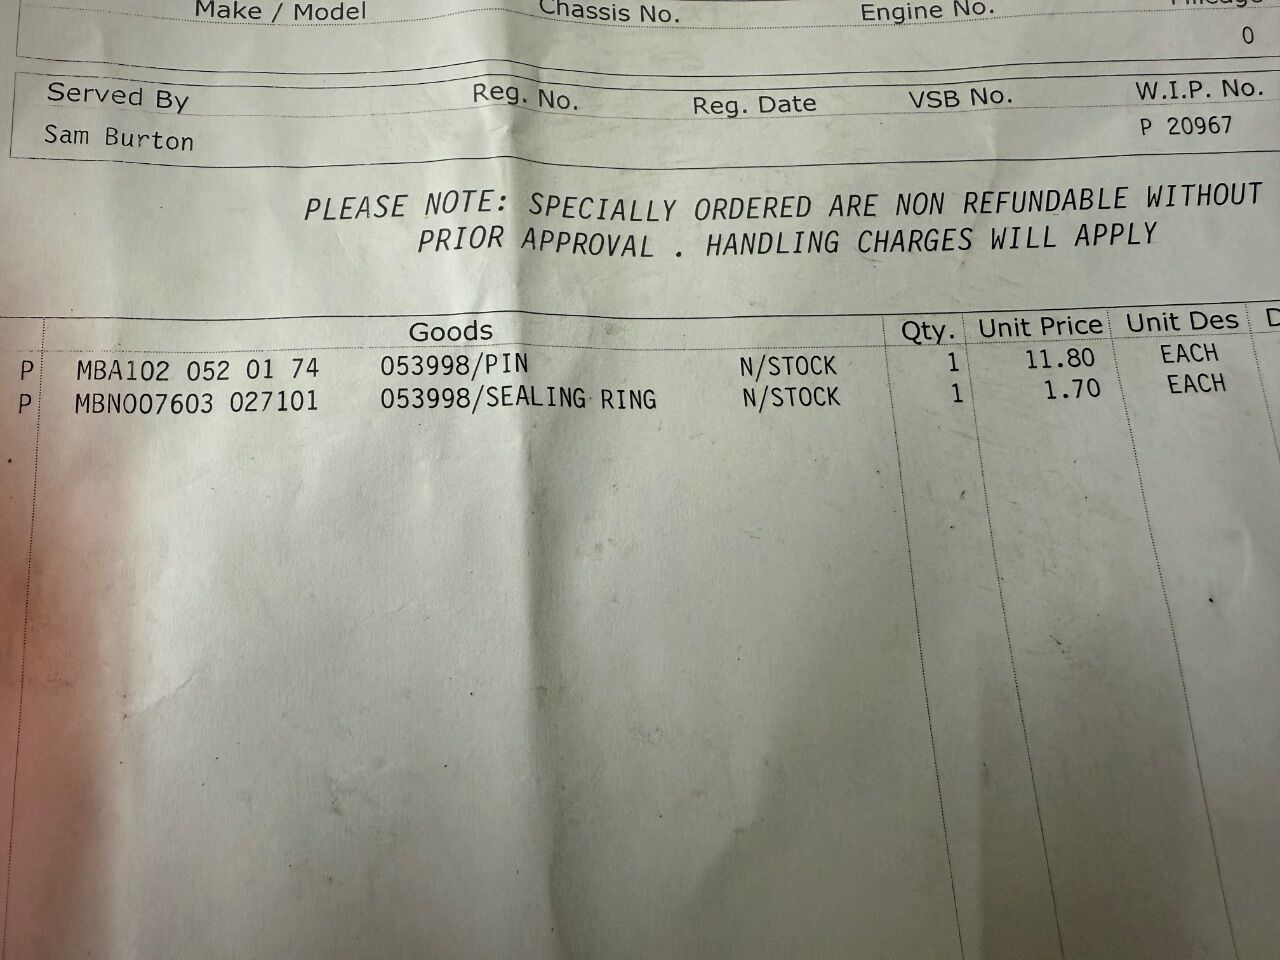 Make / Model Chassis No. Engine No. Mileage
0
Served By Reg. No. Reg. Date VSB No. W.I.P. No.
Sam Burton P 20967
PLEASE NOTE: SPECIALLY ORDERED ARE NON REFUNDABLE WITHOUT
PRIOR APPROVAL . HANDLING CHARGES WILL APPLY
Goods Qty. Unit Price Unit Des D
P MBA102 052 01 74 053998/PIN N/STOCK 1 11.80 EACH
P MBN007603 027101 053998/SEALING RING N/STOCK 1 1.70 EACH